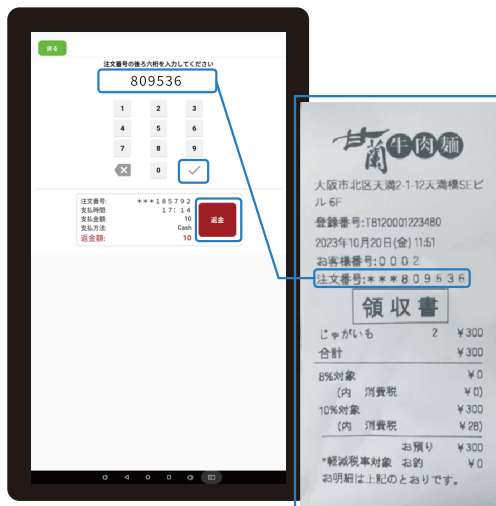 戻る
注文番号の後ろ六桁を入力してください
809536
1 2 3
4 5 6
7 8 9
0
注文番号: ***185792
支払時間: 17: 14
支払金額: 10
支払方法: Cash
返金額: 10
返金
甘蘭牛肉麺
大阪市北区天満2-1-12天満橋SEビ
ル 6F
登録番号:T8120001223480
2023年10月20日(金) 11:51
お客様番号:0002
注文番号:***809536
領収書
じゃがいも 2 ¥300
合計 ¥300
8%対象 ¥0
(内 消費税 ¥0)
10%対象 ¥300
(内 消費税 ¥28)
お預り ¥300
*軽減税率対象 お釣 ¥0
お明細は上記のとおりです。